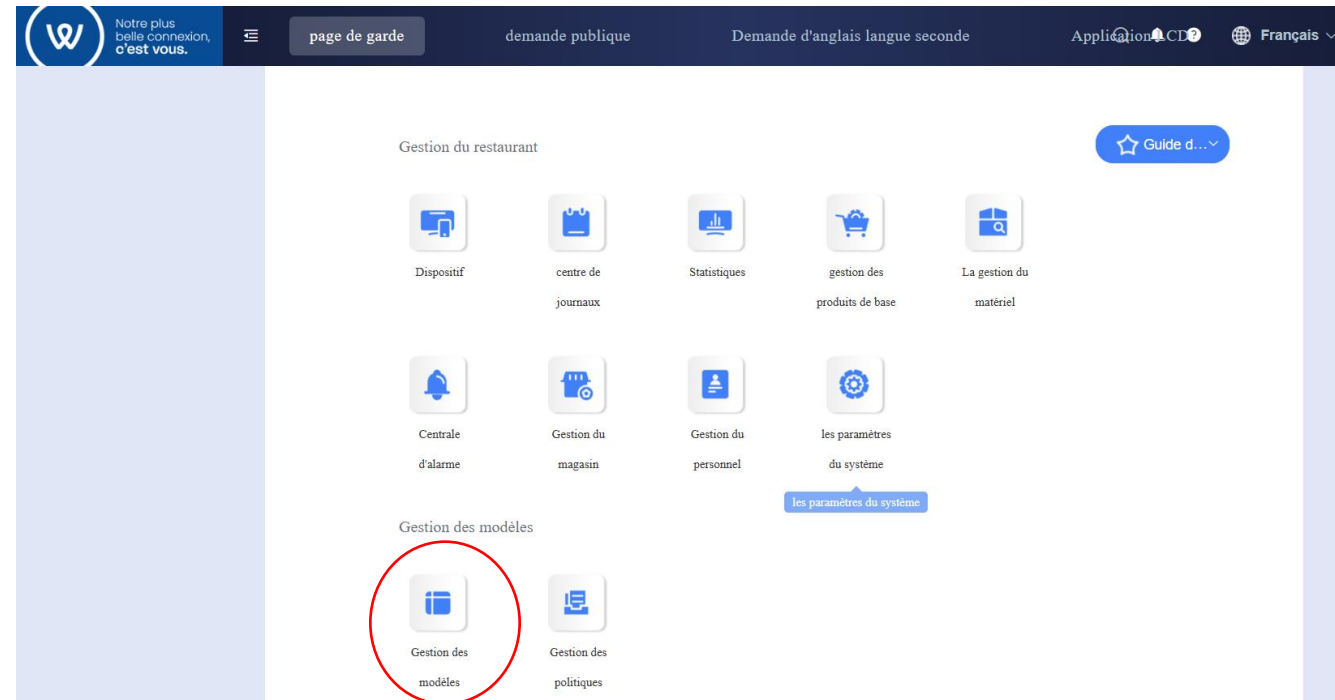 Notre plus
belle connexion,
c'est vous.
page de garde
demande publique
Demande d'anglais langue seconde
Application LCD
Français
Gestion du restaurant
Guide d...
Dispositif
centre de
journaux
Statistiques
gestion des
produits de base
La gestion du
matériel
Centrale
d'alarme
Gestion du
magasin
Gestion du
personnel
les paramètres
du système
les paramètres du système
Gestion des modèles
Gestion des
modèles
Gestion des
politiques